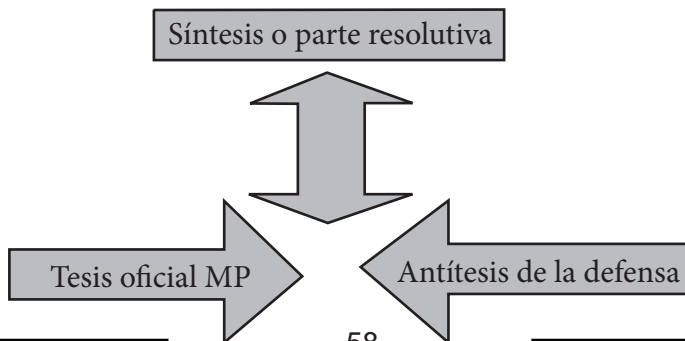 Síntesis o parte resolutiva
Tesis oficial MP
Antítesis de la defensa
58